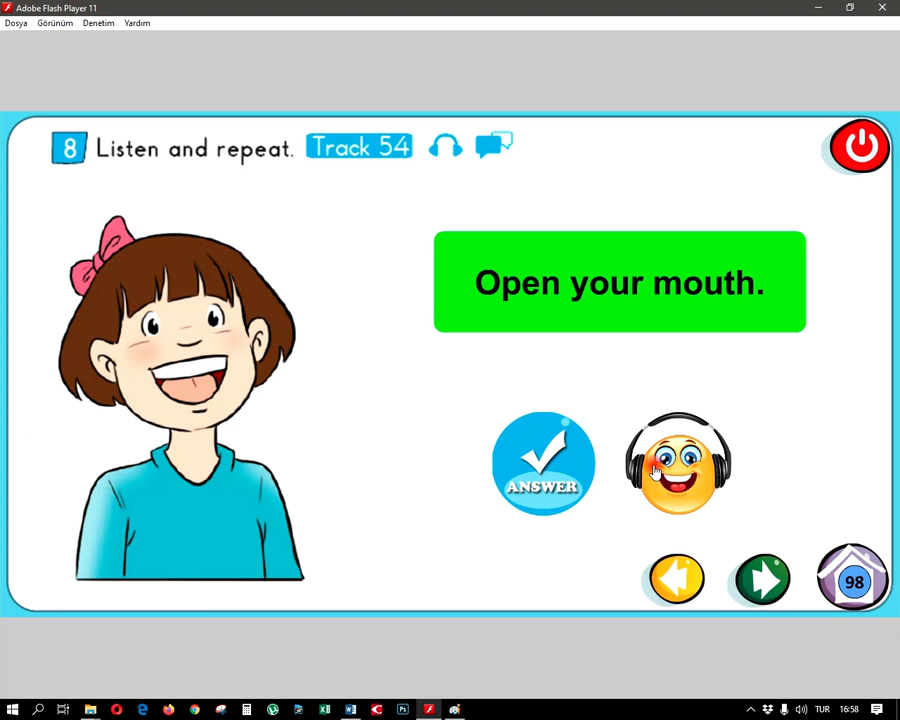 Adobe Flash Player 11
Dosya Görünüm Denetim Yardım
8 Listen and repeat. Track 54
Open your mouth.
ANSWER
98
TUR 16:58